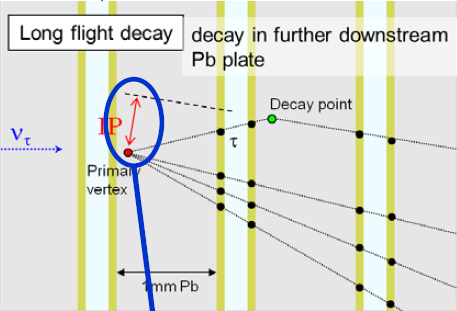 Long flight decay
decay in further downstream
Pb plate
IP
Decay point
ντ
τ
Primary
vertex
1mm Pb